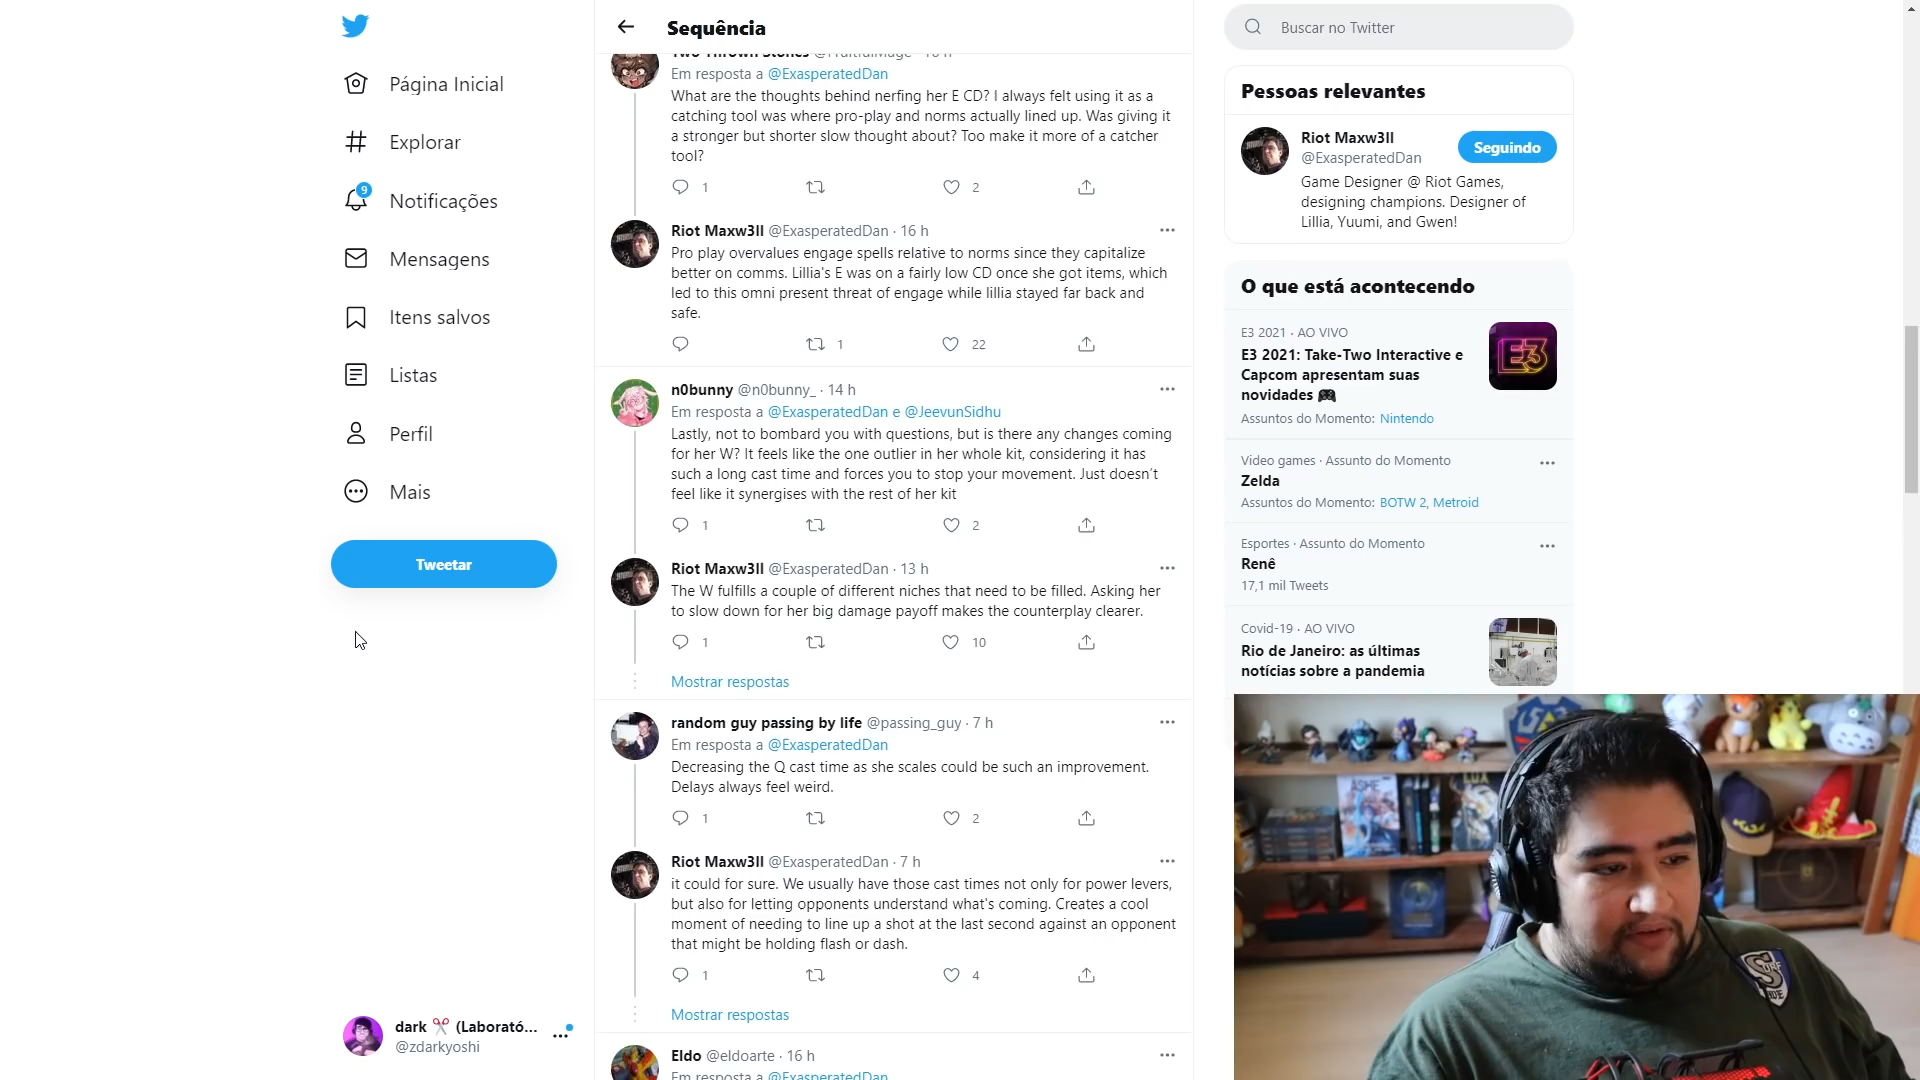 Página Inicial
Explorar
9
Notificações
Mensagens
Itens salvos
Listas
Perfil
Mais
Tweetar
dark ✂️ (Laborató...
@zdarkyoshi
Sequência
Two Thrown Stones @FruitfulMage · 16 h
Em resposta a @ExasperatedDan
What are the thoughts behind nerfing her E CD? I always felt using it as a
catching tool was where pro-play and norms actually lined up. Was giving it
a stronger but shorter slow thought about? Too make it more of a catcher
tool?
1 2
Riot Maxw3ll @ExasperatedDan · 16 h
Pro play overvalues engage spells relative to norms since they capitalize
better on comms. Lillia's E was on a fairly low CD once she got items, which
led to this omni present threat of engage while lillia stayed far back and
safe.
1 22
n0bunny @n0bunny_ · 14 h
Em resposta a @ExasperatedDan e @JeevunSidhu
Lastly, not to bombard you with questions, but is there any changes coming
for her W? It feels like the one outlier in her whole kit, considering it has
such a long cast time and forces you to stop your movement. Just doesn't
feel like it synergises with the rest of her kit
1 2
Riot Maxw3ll @ExasperatedDan · 13 h
The W fulfills a couple of different niches that need to be filled. Asking her
to slow down for her big damage payoff makes the counterplay clearer.
1 10
Mostrar respostas
random guy passing by life @passing_guy · 7 h
Em resposta a @ExasperatedDan
Decreasing the Q cast time as she scales could be such an improvement.
Delays always feel weird.
1 2
Riot Maxw3ll @ExasperatedDan · 7 h
it could for sure. We usually have those cast times not only for power levers,
but also for letting opponents understand what's coming. Creates a cool
moment of needing to line up a shot at the last second against an opponent
that might be holding flash or dash.
1 4
Mostrar respostas
Eldo @eldoarte · 16 h
Em resposta a @ExasperatedDan
Buscar no Twitter
Pessoas relevantes
Riot Maxw3ll
@ExasperatedDan
Seguindo
Game Designer @ Riot Games,
designing champions. Designer of
Lillia, Yuumi, and Gwen!
O que está acontecendo
E3 2021 · AO VIVO
E3 2021: Take-Two Interactive e
Capcom apresentam suas
novidades 🎮
Assuntos do Momento: Nintendo
E3
Video games · Assunto do Momento
Zelda
Assuntos do Momento: BOTW 2, Metroid
Esportes · Assunto do Momento
Renê
17,1 mil Tweets
Covid-19 · AO VIVO
Rio de Janeiro: as últimas
notícias sobre a pandemia
ASHE
LUX